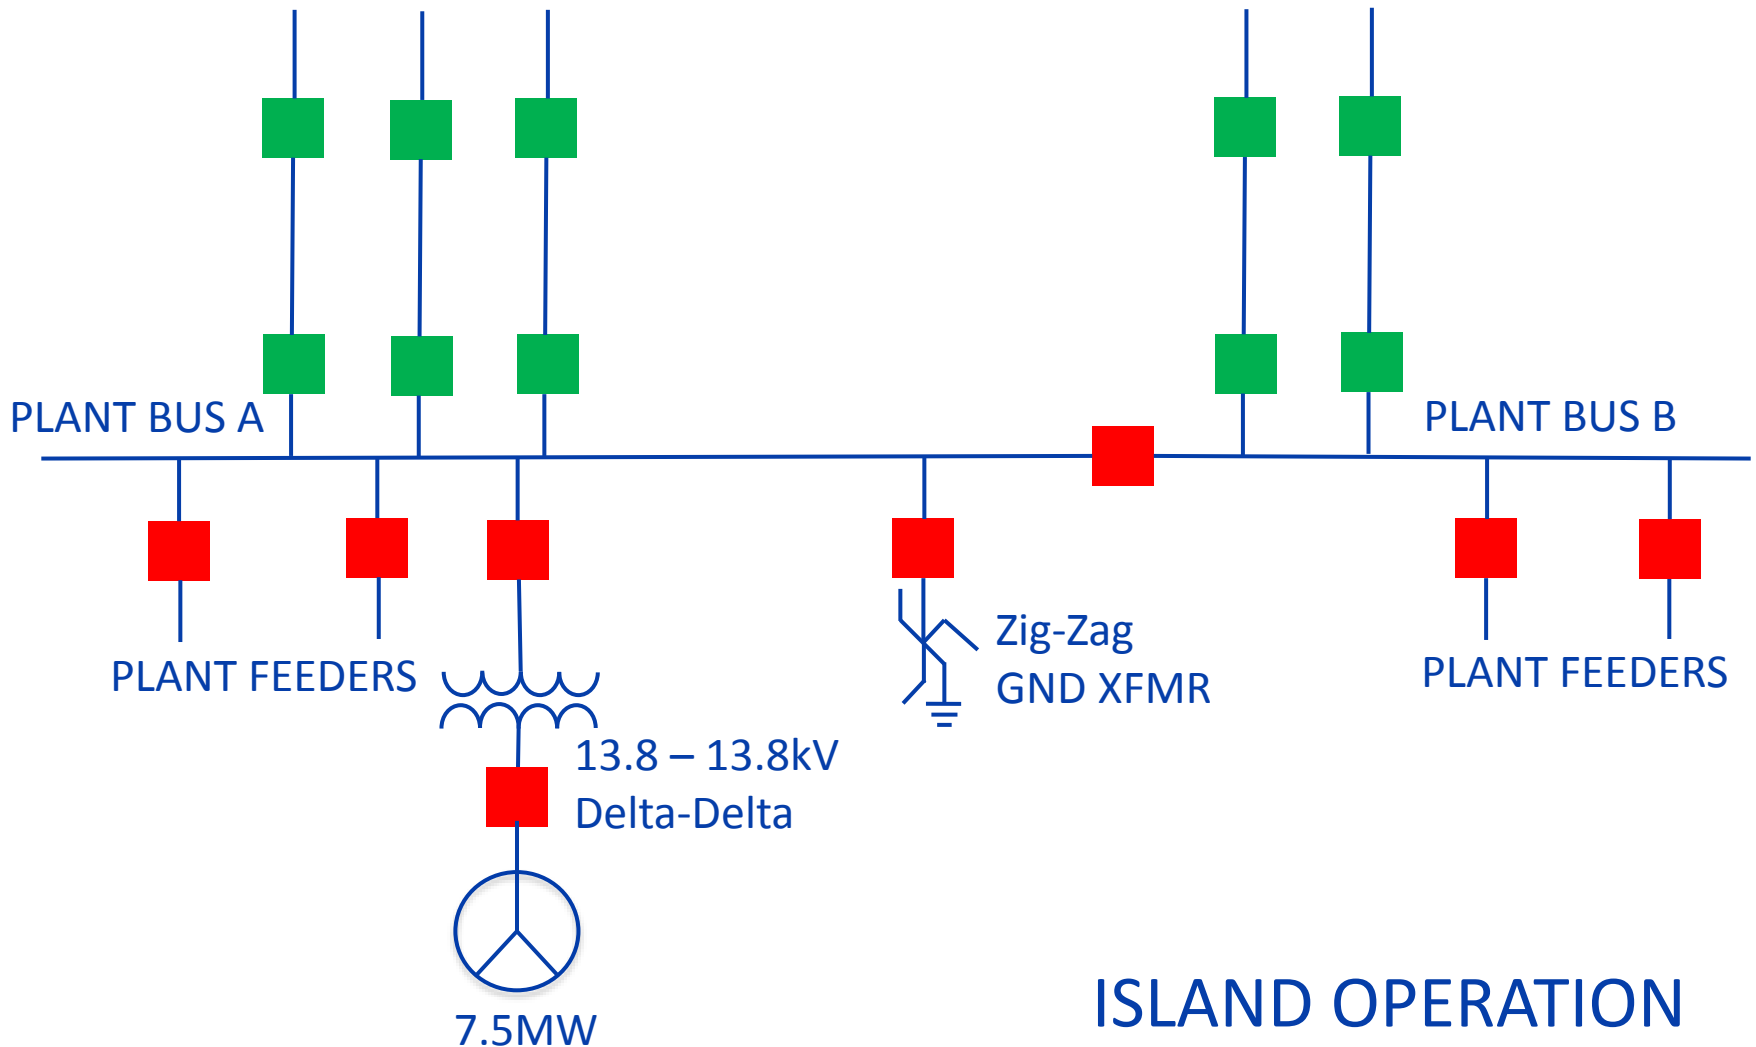 PLANT BUS A
PLANT BUS B
PLANT FEEDERS
Zig-Zag
GND XFMR
PLANT FEEDERS
13.8 – 13.8kV
Delta-Delta
7.5MW
ISLAND OPERATION